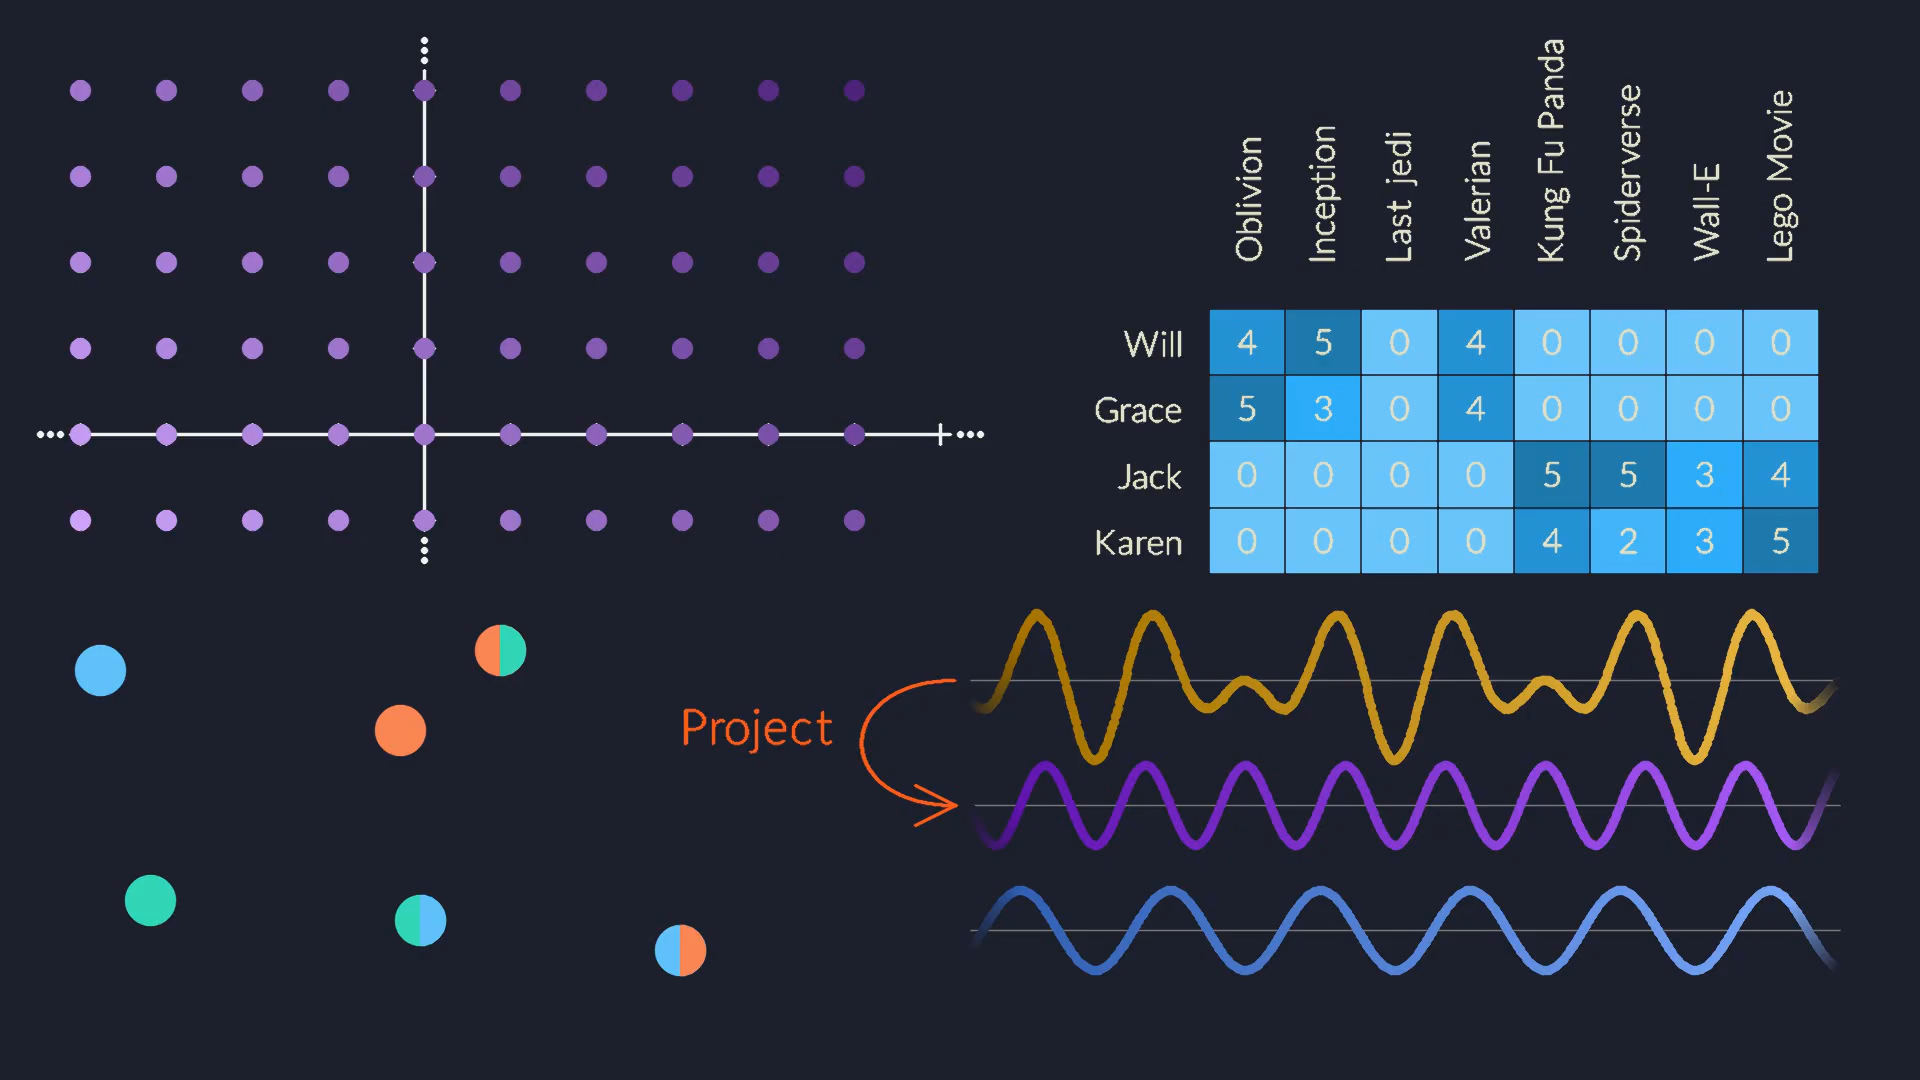 Oblivion Inception Last jedi Valerian Kung Fu Panda Spiderverse Wall-E Lego Movie
Will 4 5 0 4 0 0 0 0
Grace 5 3 0 4 0 0 0 0
Jack 0 0 0 0 5 5 3 4
Karen 0 0 0 0 4 2 3 5
Project